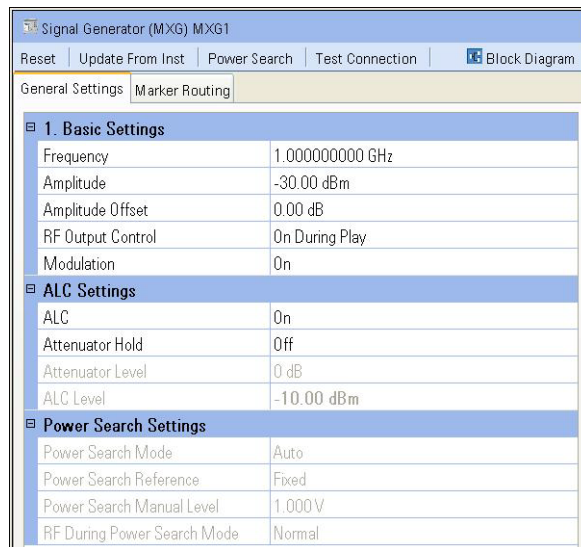 Signal Generator (MXG) MXG1
Reset Update From Inst Power Search Test Connection Block Diagram
General Settings Marker Routing
1. Basic Settings
Frequency 1.000000000 GHz
Amplitude -30.00 dBm
Amplitude Offset 0.00 dB
RF Output Control On During Play
Modulation On
ALC Settings
ALC On
Attenuator Hold Off
Attenuator Level 0 dB
ALC Level -10.00 dBm
Power Search Settings
Power Search Mode Auto
Power Search Reference Fixed
Power Search Manual Level 1.000 V
RF During Power Search Mode Normal